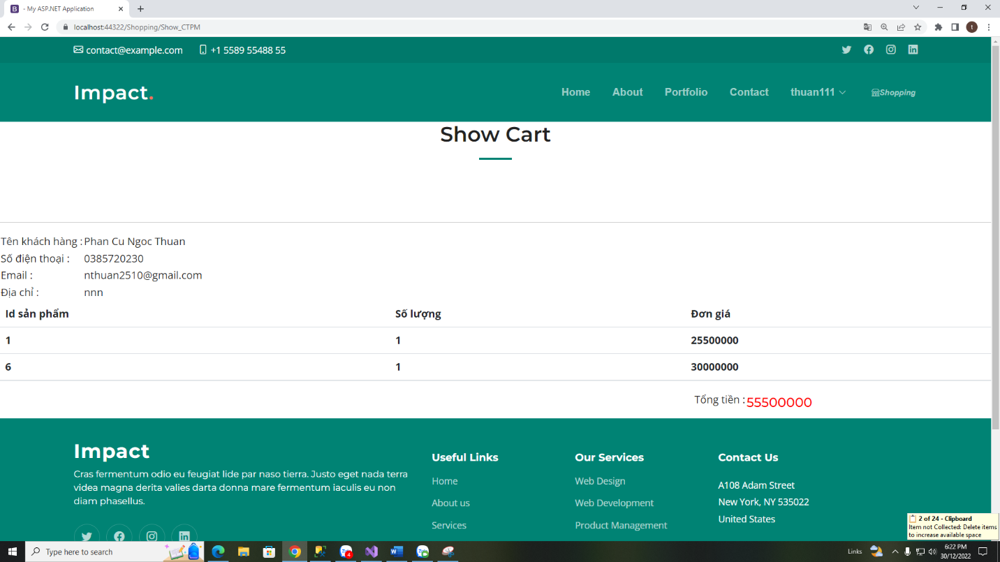 - My ASP.NET Application
localhost:44322/Shopping/Show_CTPM
t
contact@example.com +1 5589 55488 55
Impact.
Home About Portfolio Contact thuan111 Shopping
Show Cart
Tên khách hàng : Phan Cu Ngoc Thuan
Số điện thoại : 0385720230
Email : nthuan2510@gmail.com
Địa chỉ : nnn
Id sản phẩm Số lượng Đơn giá
1 1 25500000
6 1 30000000
Tổng tiền : 55500000
Impact
Cras fermentum odio eu feugiat lide par naso tierra. Justo eget nada terra
videa magna derita valies darta donna mare fermentum iaculis eu non
diam phasellus.
Useful Links
Home
About us
Services
Our Services
Web Design
Web Development
Product Management
Contact Us
A108 Adam Street
New York, NY 535022
United States
2 of 24 - Clipboard
Item not Collected: Delete items
to increase available space
Type here to search
4
Links
6:22 PM
30/12/2022